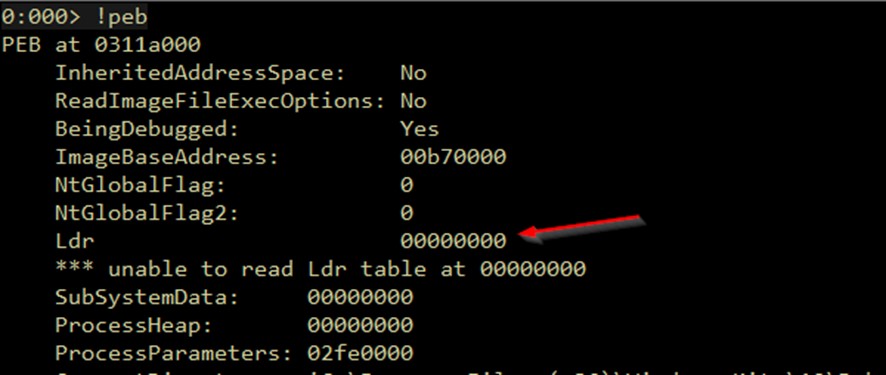 0:000> !peb
PEB at 0311a000
InheritedAddressSpace: No
ReadImageFileExecOptions: No
BeingDebugged: Yes
ImageBaseAddress: 00b70000
NtGlobalFlag: 0
NtGlobalFlag2: 0
Ldr 00000000
*** unable to read Ldr table at 00000000
SubSystemData: 00000000
ProcessHeap: 00000000
ProcessParameters: 02fe0000